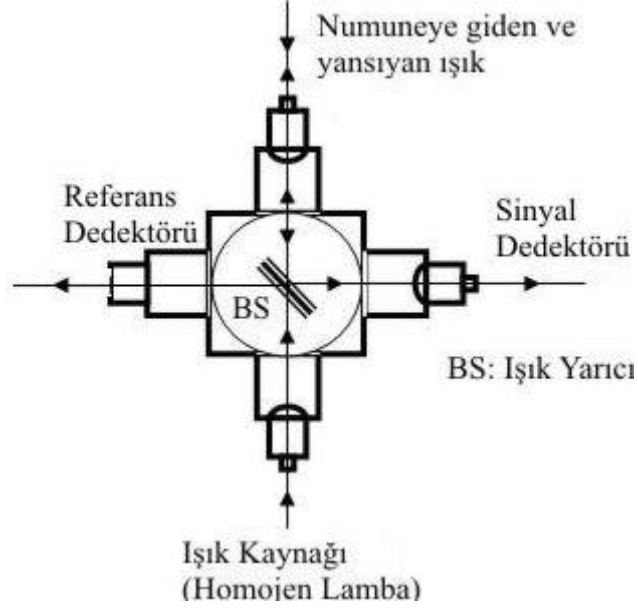 Numuneye giden ve
yansıyan ışık
Referans
Dedektörü
Sinyal
Dedektörü
BS
BS: Işık Yarıcı
Işık Kaynağı
(Homojen Lamba)